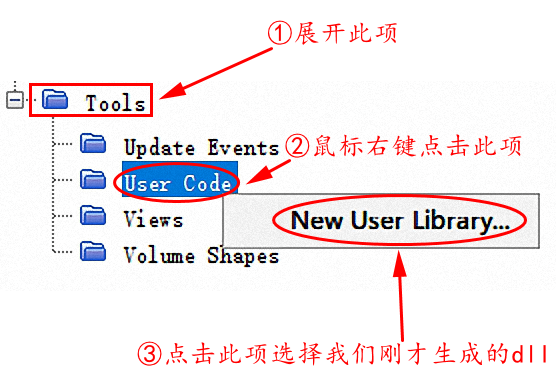 ①展开此项
Tools
Update Events
②鼠标右键点击此项
User Code
New User Library...
Views
Volume Shapes
③点击此项选择我们刚才生成的dll